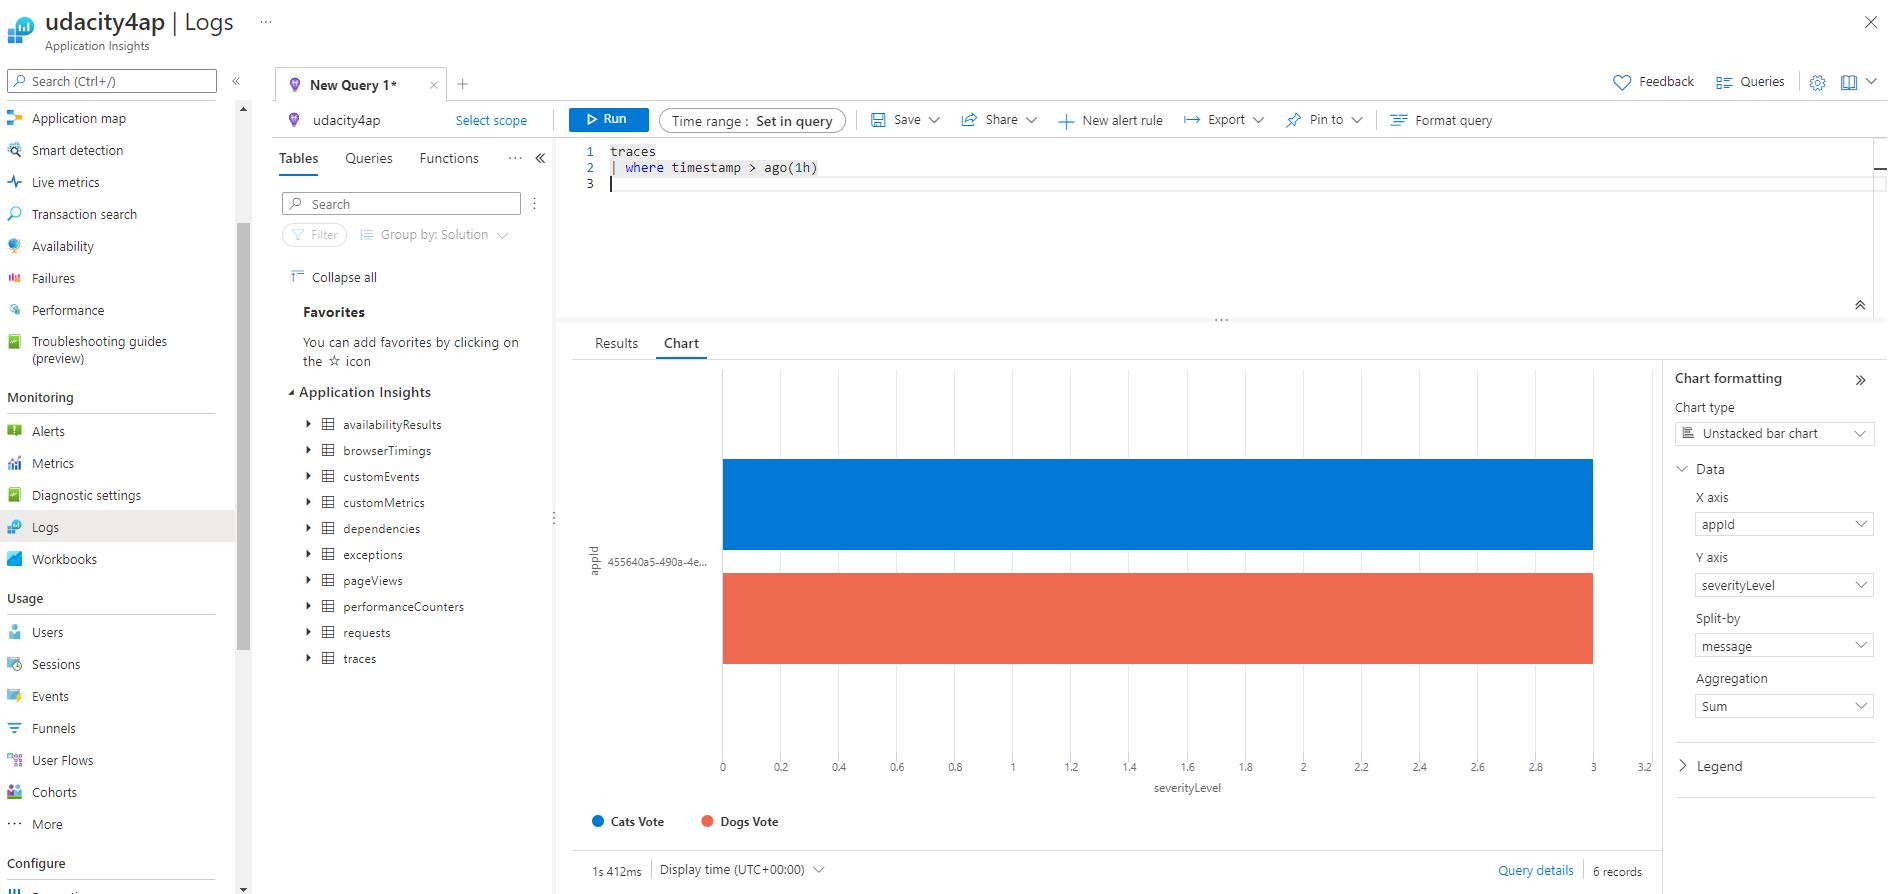 udacity4ap | Logs ...
Application Insights
Search (Ctrl+/)
«
Application map
Smart detection
Live metrics
Transaction search
Availability
Failures
Performance
Troubleshooting guides
(preview)
Monitoring
Alerts
Metrics
Diagnostic settings
Logs
Workbooks
Usage
Users
Sessions
Events
Funnels
User Flows
Cohorts
More
Configure
New Query 1*
Feedback
Queries
udacity4ap
Select scope
Run
Time range : Set in query
Save
Share
New alert rule
Export
Pin to
Format query
Tables
Queries
Functions
...
«
Search
Filter
Group by: Solution
Collapse all
Favorites
You can add favorites by clicking on
the ☆ icon
Application Insights
availabilityResults
browserTimings
customEvents
customMetrics
dependencies
exceptions
pageViews
performanceCounters
requests
traces
1 traces
2 | where timestamp > ago(1h)
3
Results
Chart
appId
455640a5-490a-4e...
0 0.2 0.4 0.6 0.8 1 1.2 1.4 1.6 1.8 2 2.2 2.4 2.6 2.8 3 3.2
severityLevel
Cats Vote
Dogs Vote
1s 412ms
Display time (UTC+00:00)
Query details
6 records
Chart formatting
»
Chart type
Unstacked bar chart
Data
X axis
appId
Y axis
severityLevel
Split-by
message
Aggregation
Sum
Legend